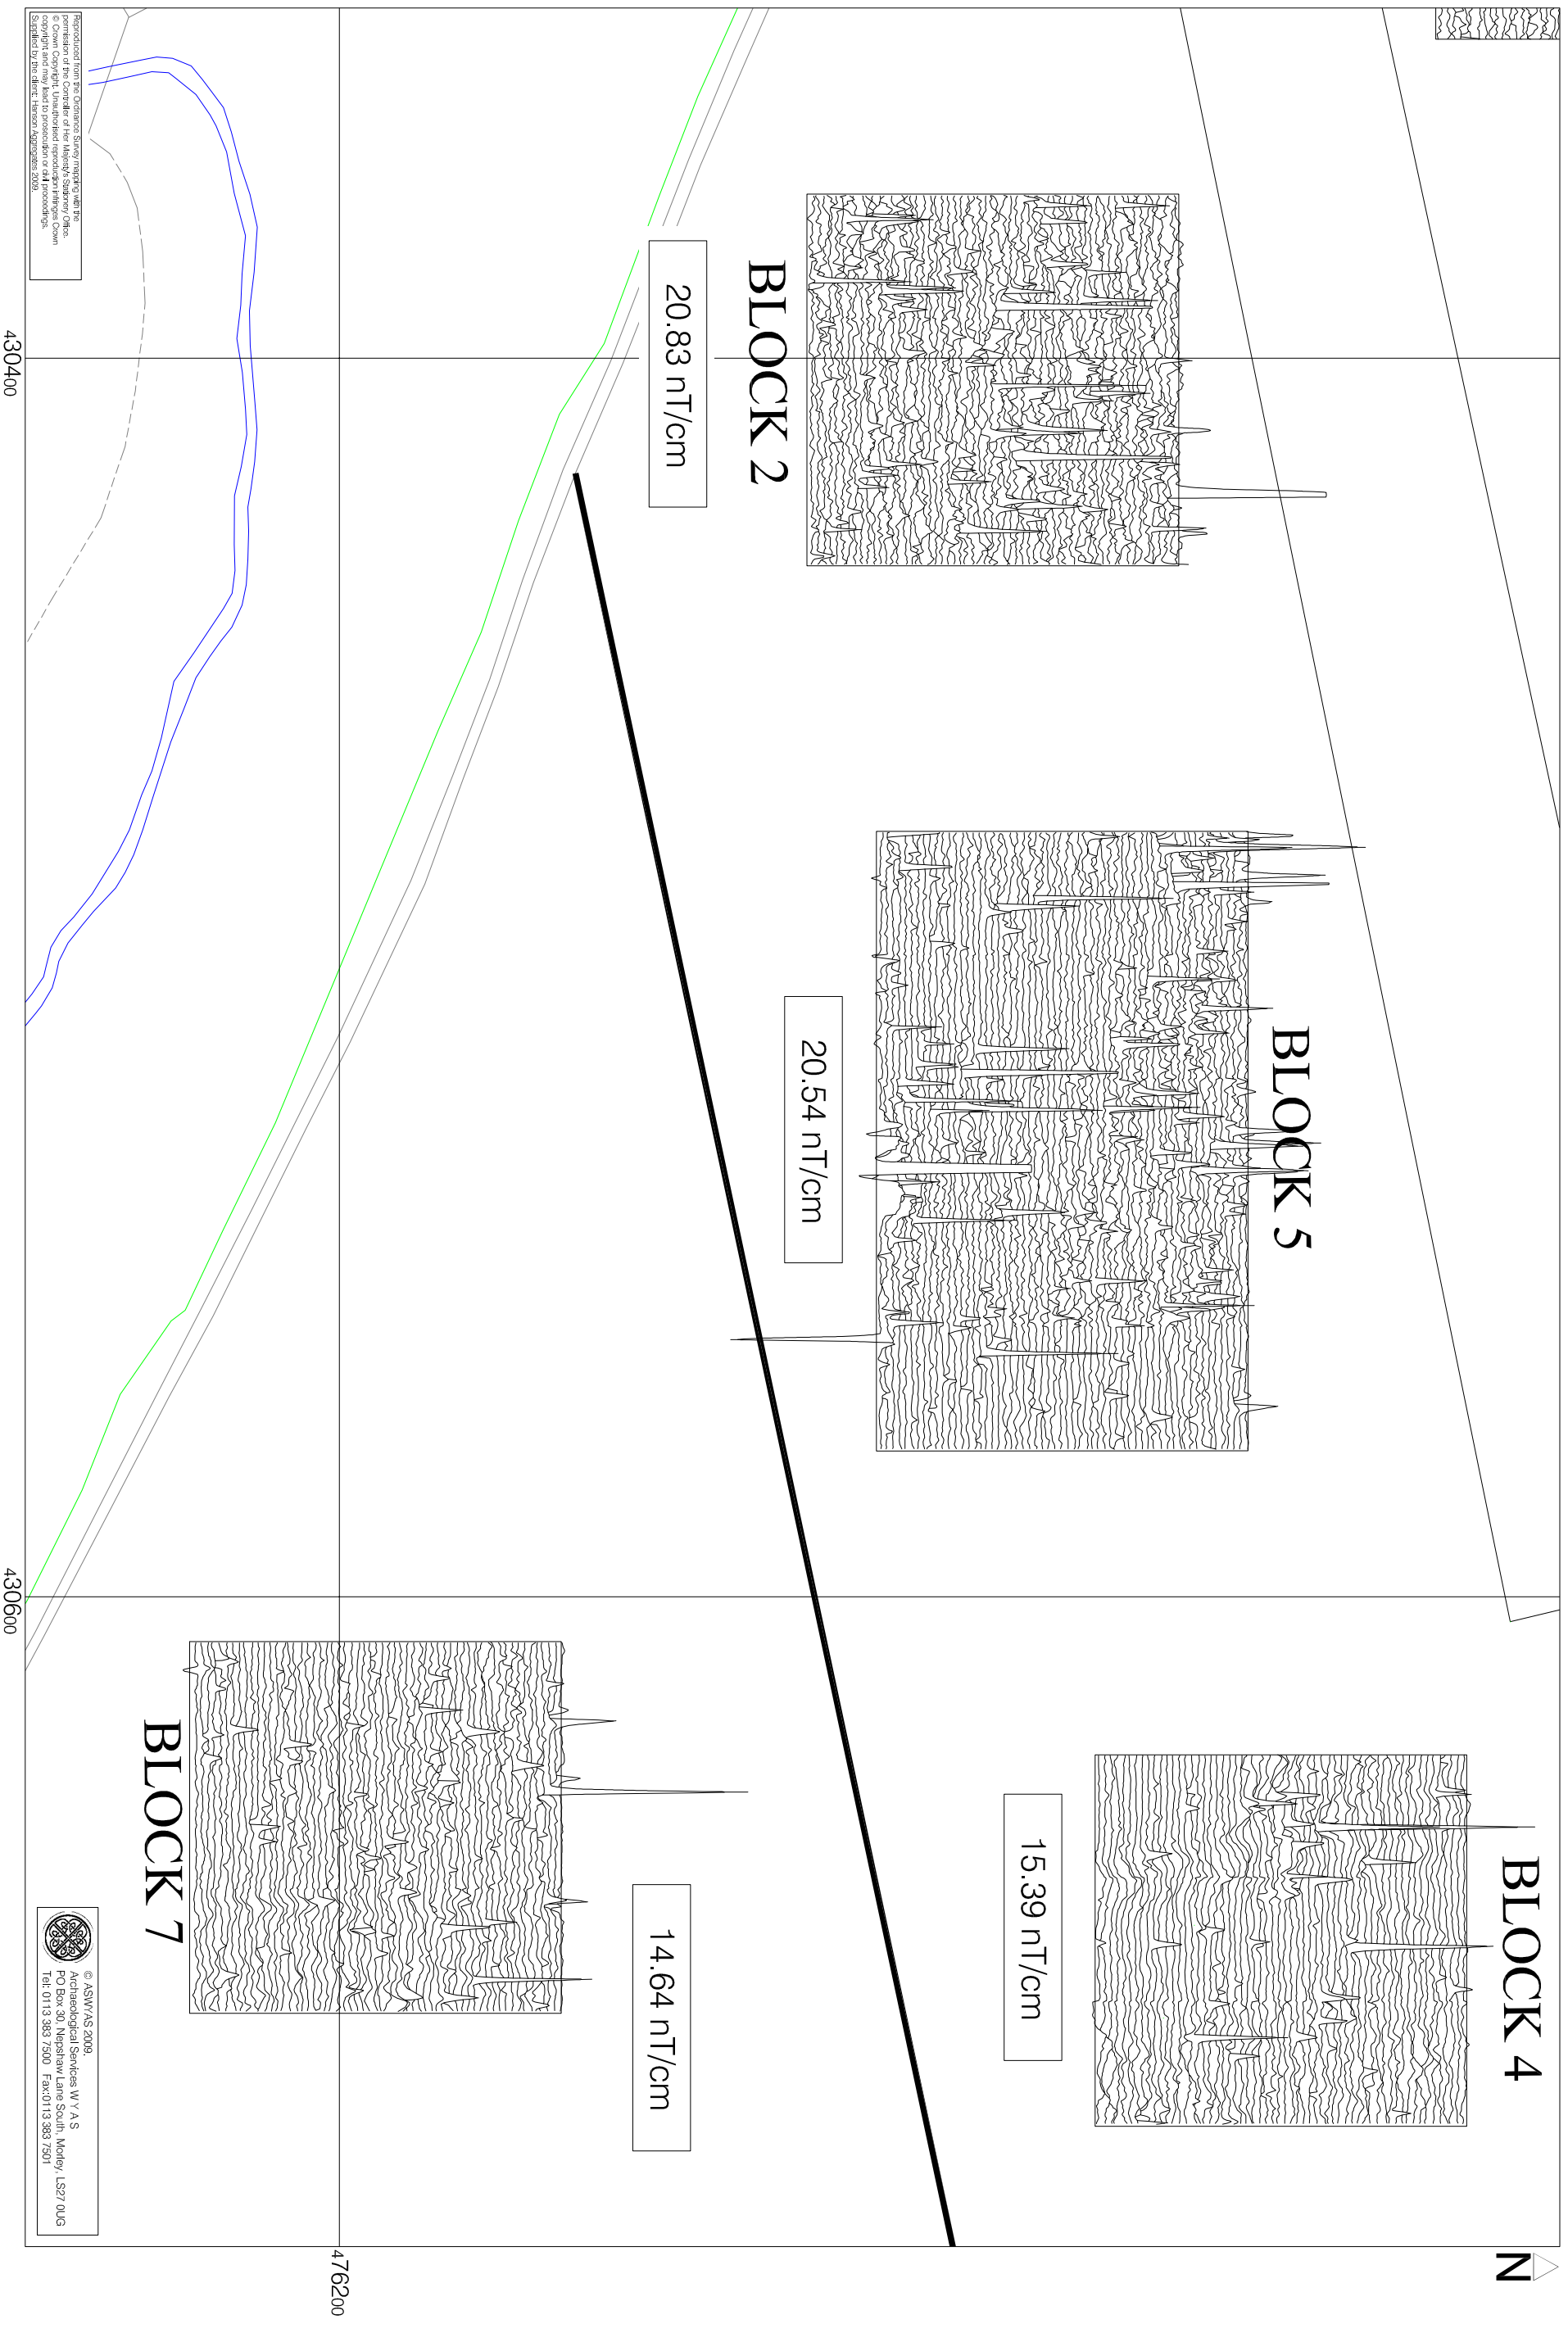 N
BLOCK 4
15.39 nT/cm
BLOCK 5
20.54 nT/cm
BLOCK 2
20.83 nT/cm
14.64 nT/cm
BLOCK 7
476200
430400
430600
Reproduced from the Ordnance Survey mapping with the
permission of the Controller of Her Majesty's Stationery Office.
© Crown Copyright. Unauthorised reproduction infringes Crown
copyright and may lead to prosecution or civil proceedings.
Supplied by the client: Hanson Aggregates 2009.
© ASWYAS 2009.
Archaeological Services W Y A S
PO Box 30, Nepshaw Lane South, Morley, LS27 0UG
Tel: 0113 383 7500 Fax:0113 383 7501